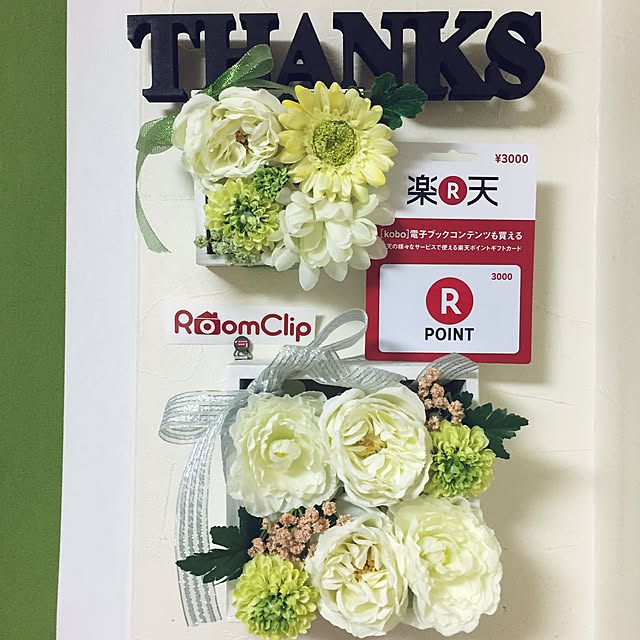 THANKS
¥3000
楽R天
[kobo]電子ブックコンテンツも買える
天の様々なサービスで使える楽天ポイントギフトカード
3000
R
POINT
RoomClip